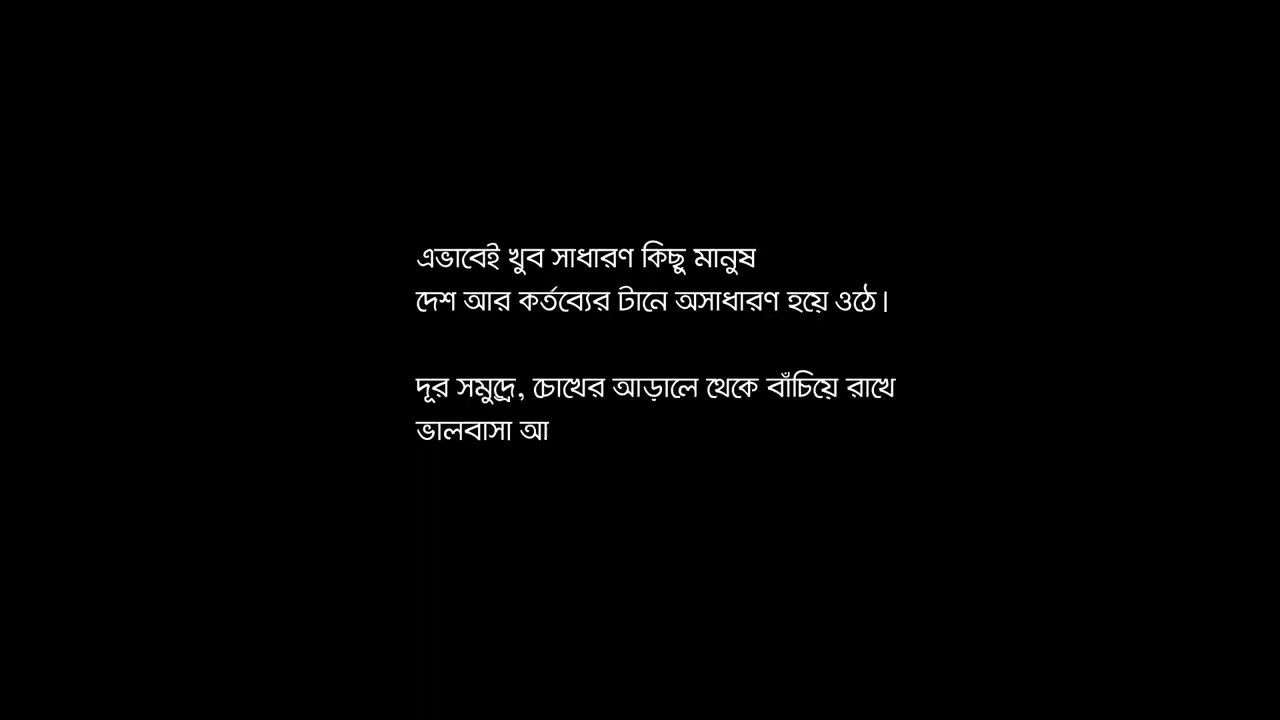 এভাবেই খুব সাধারণ কিছু মানুষ
দেশ আর কর্তব্যের টানে অসাধারণ হয়ে ওঠে।
দূর সমুদ্রে, চোখের আড়ালে থেকে বাঁচিয়ে রাখে
ভালবাসা আ